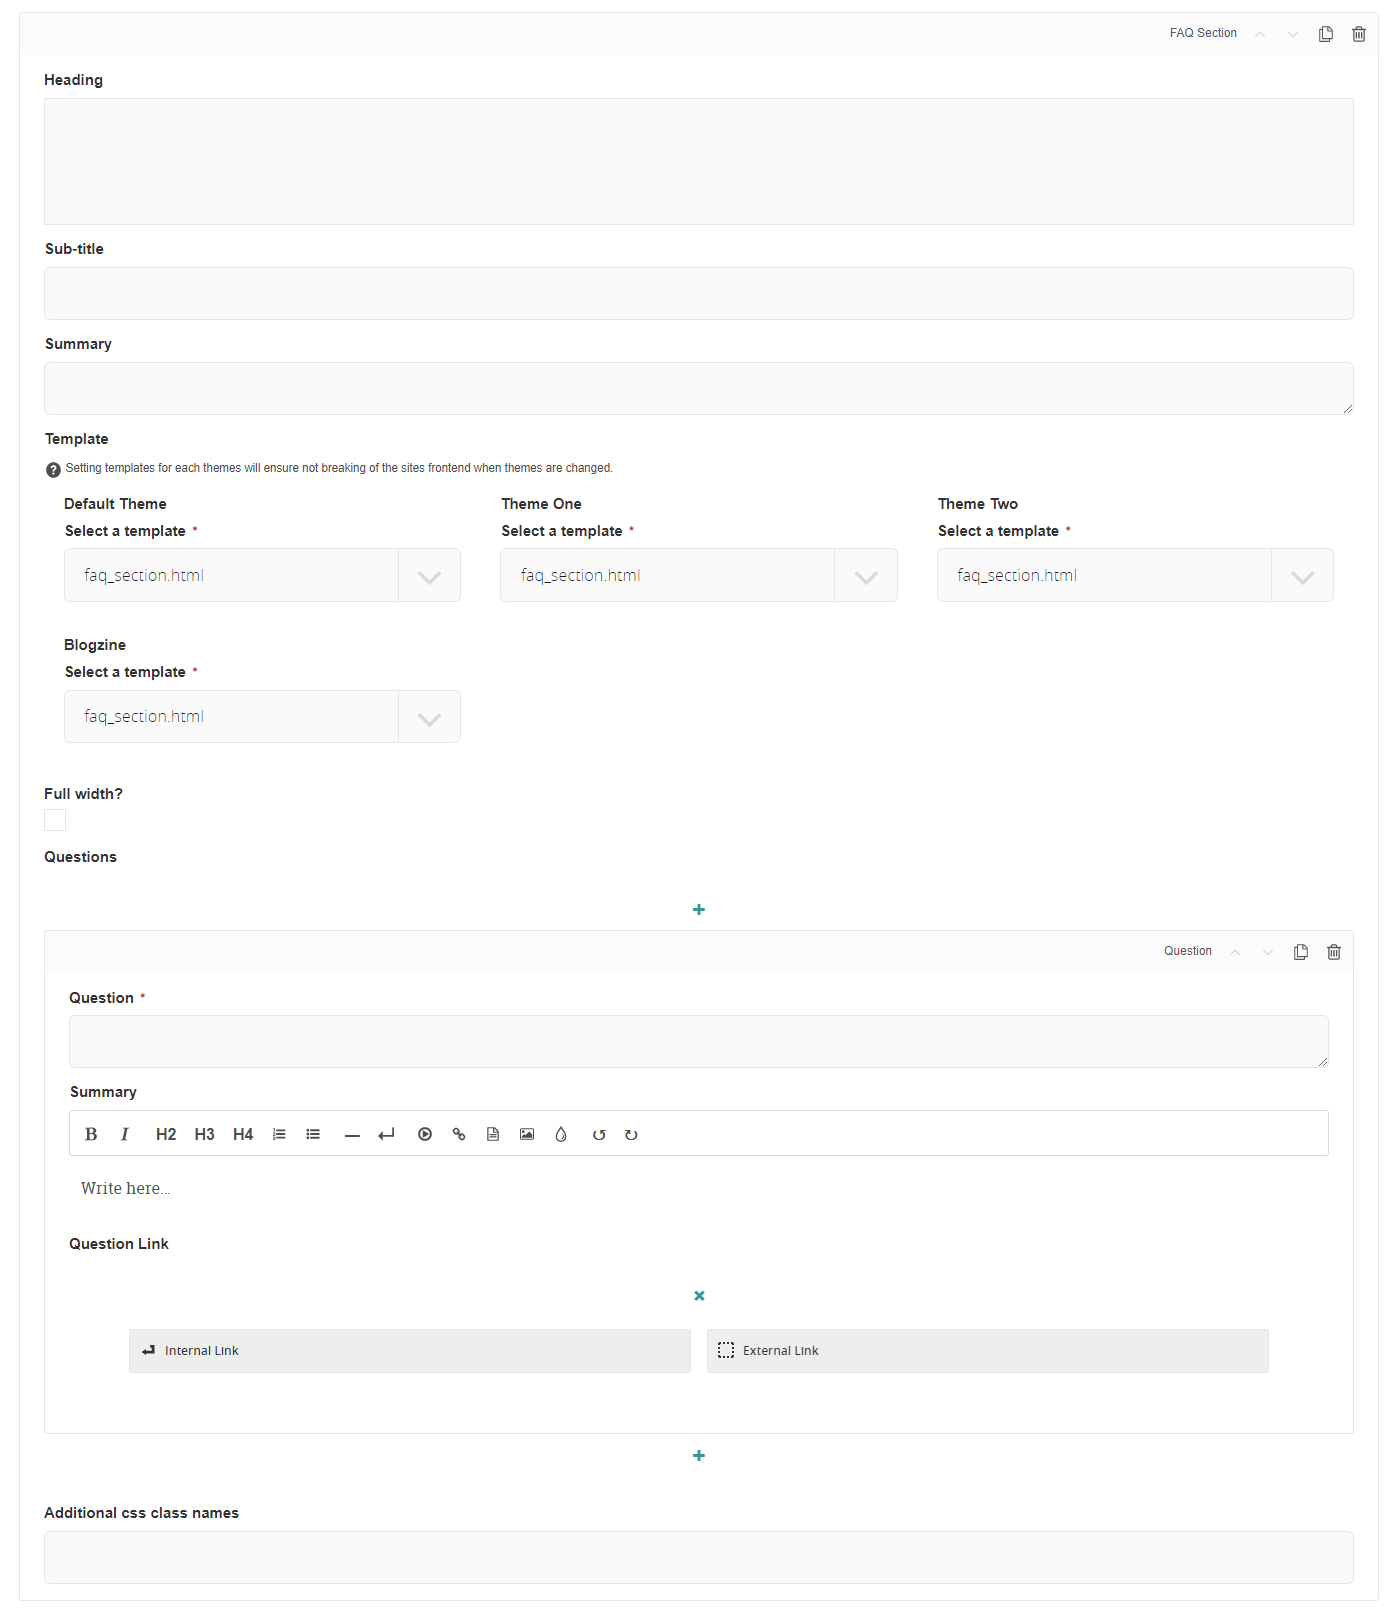 FAQ Section
Heading
Sub-title
Summary
Template
? Setting templates for each themes will ensure not breaking of the sites frontend when themes are changed.
Default Theme Theme One Theme Two
Select a template * Select a template * Select a template *
faq_section.html faq_section.html faq_section.html
Blogzine
Select a template *
faq_section.html
Full width?
Questions
+
Question
Question *
Summary
B I H2 H3 H4
Write here...
Question Link
Internal Link External Link
+
Additional css class names